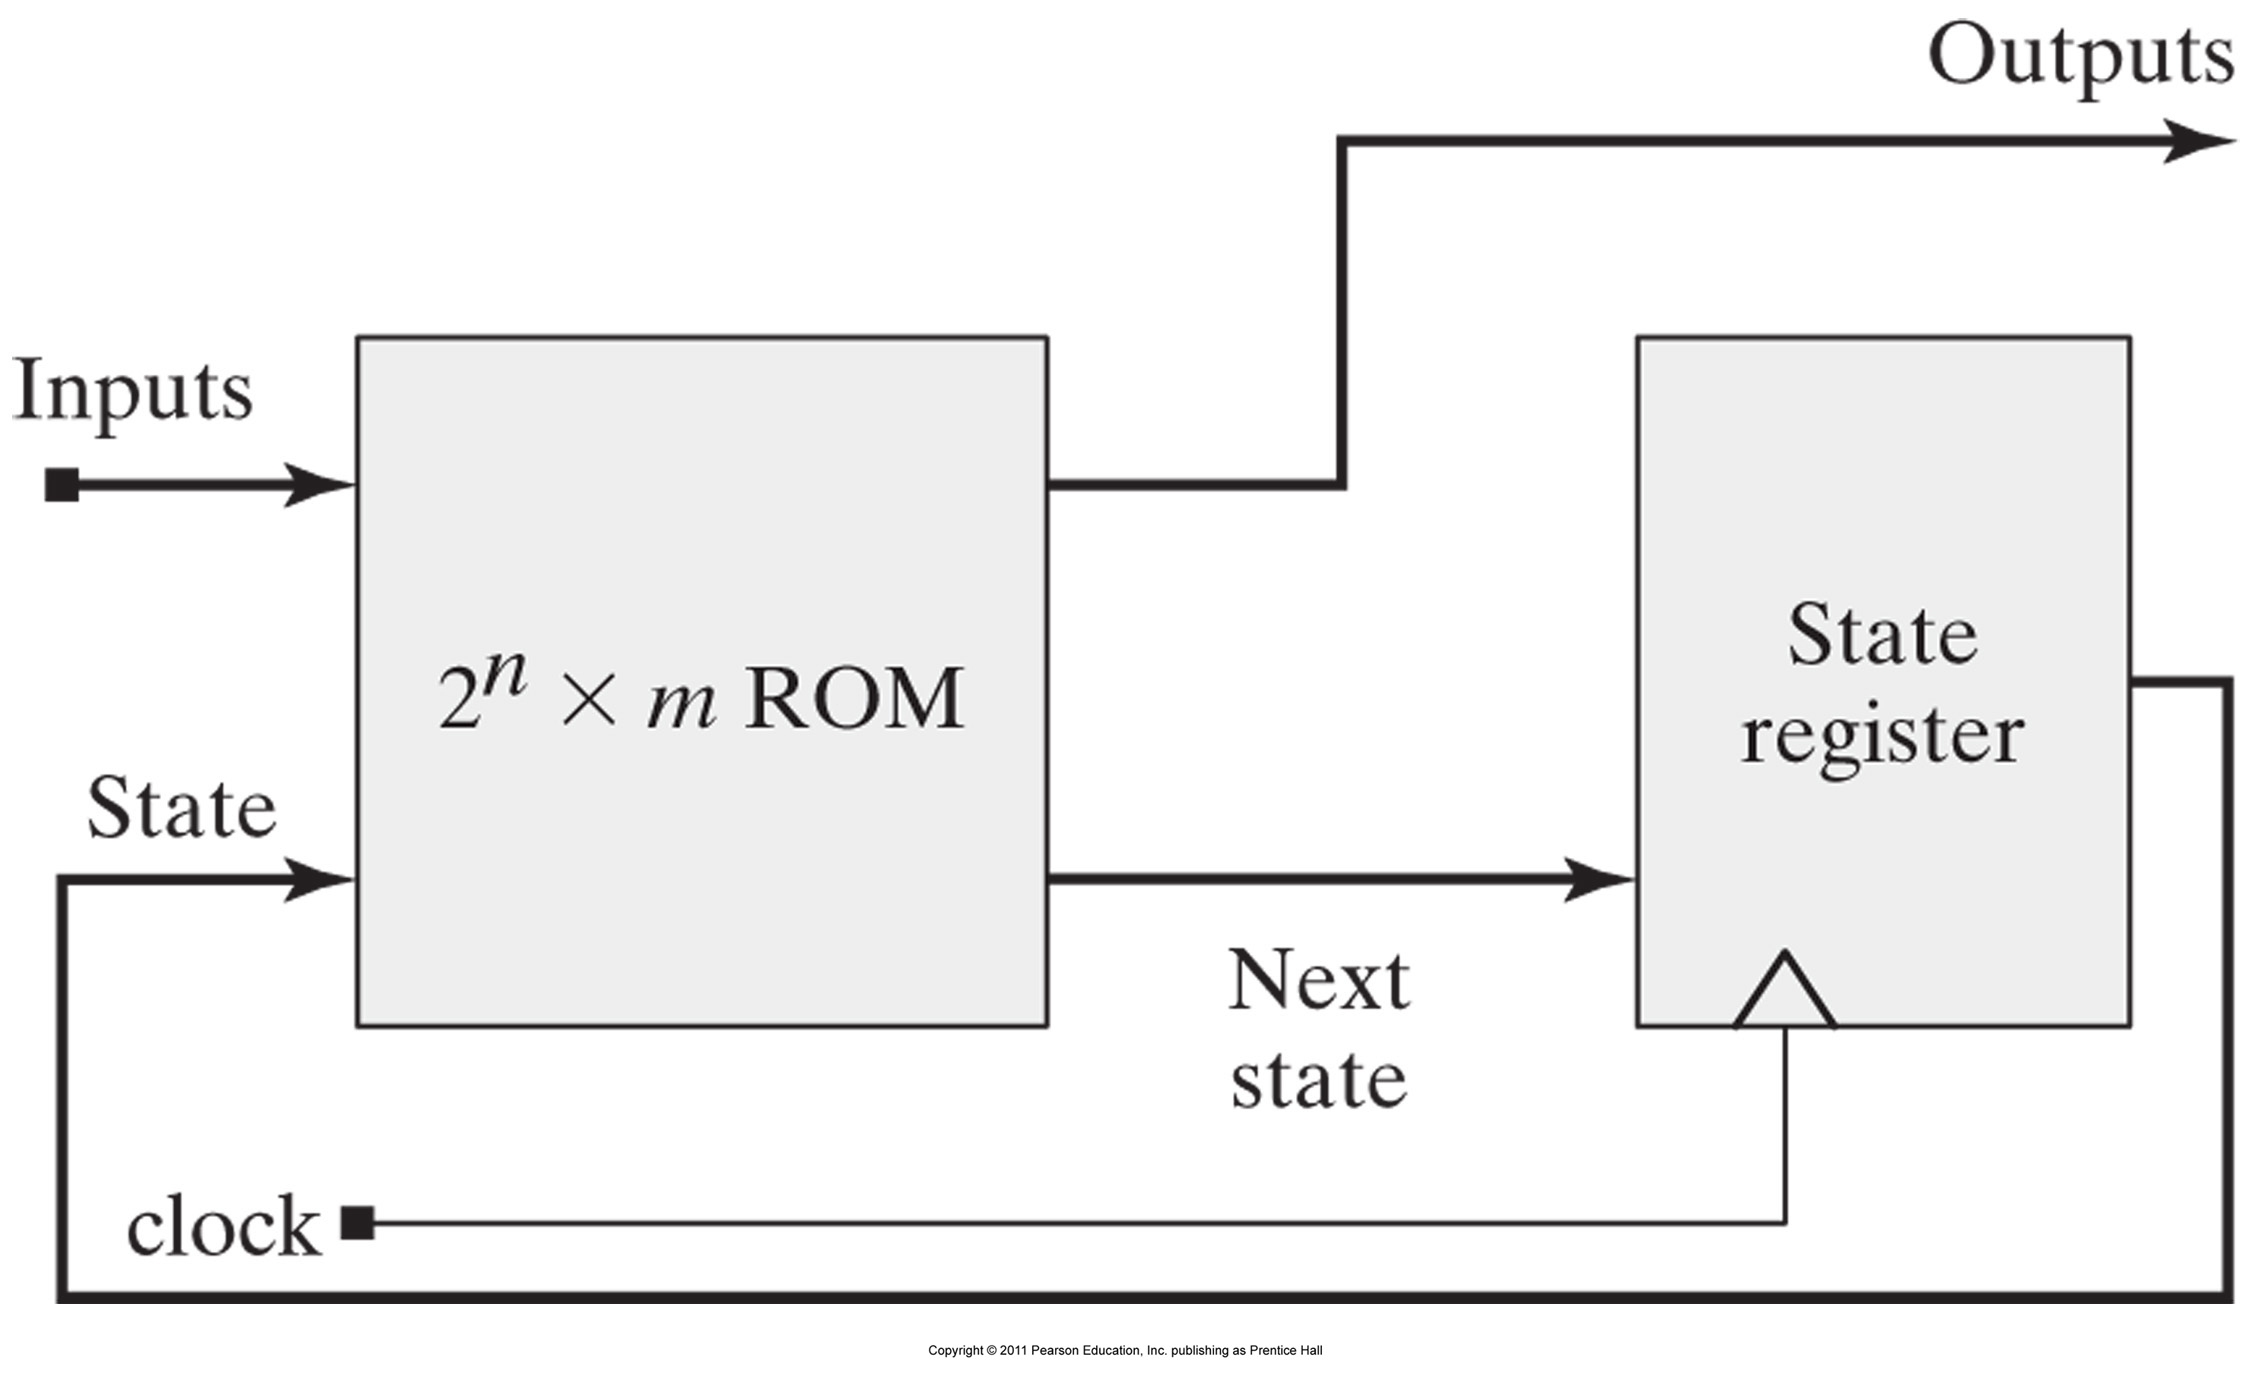 Outputs
Inputs
2ⁿ × m ROM
State
register
State
Next
state
clock
Copyright © 2011 Pearson Education, Inc. publishing as Prentice Hall